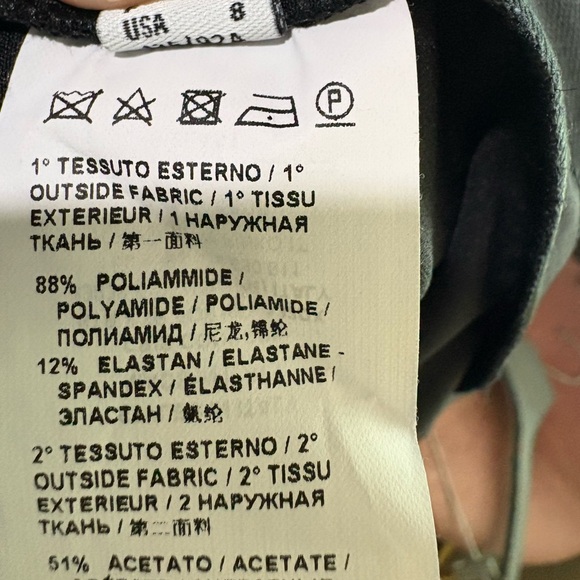 USA 8
1° TESSUTO ESTERNO / 1°
OUTSIDE FABRIC / 1° TISSU
EXTERIEUR / 1 НАРУЖНАЯ
ТКАНЬ / 第一面料
88% POLIAMMIDE /
POLYAMIDE / POLIAMIDE /
ПОЛИАМИД / 尼龙,锦纶
12% ELASTAN / ELASTANE -
SPANDEX / ÉLASTHANNE /
ЭЛАСТАН / 氨纶
2° TESSUTO ESTERNO / 2°
OUTSIDE FABRIC / 2° TISSU
EXTERIEUR / 2 НАРУЖНАЯ
ТКАНЬ / 第二面料
51% ACETATO / ACETATE /